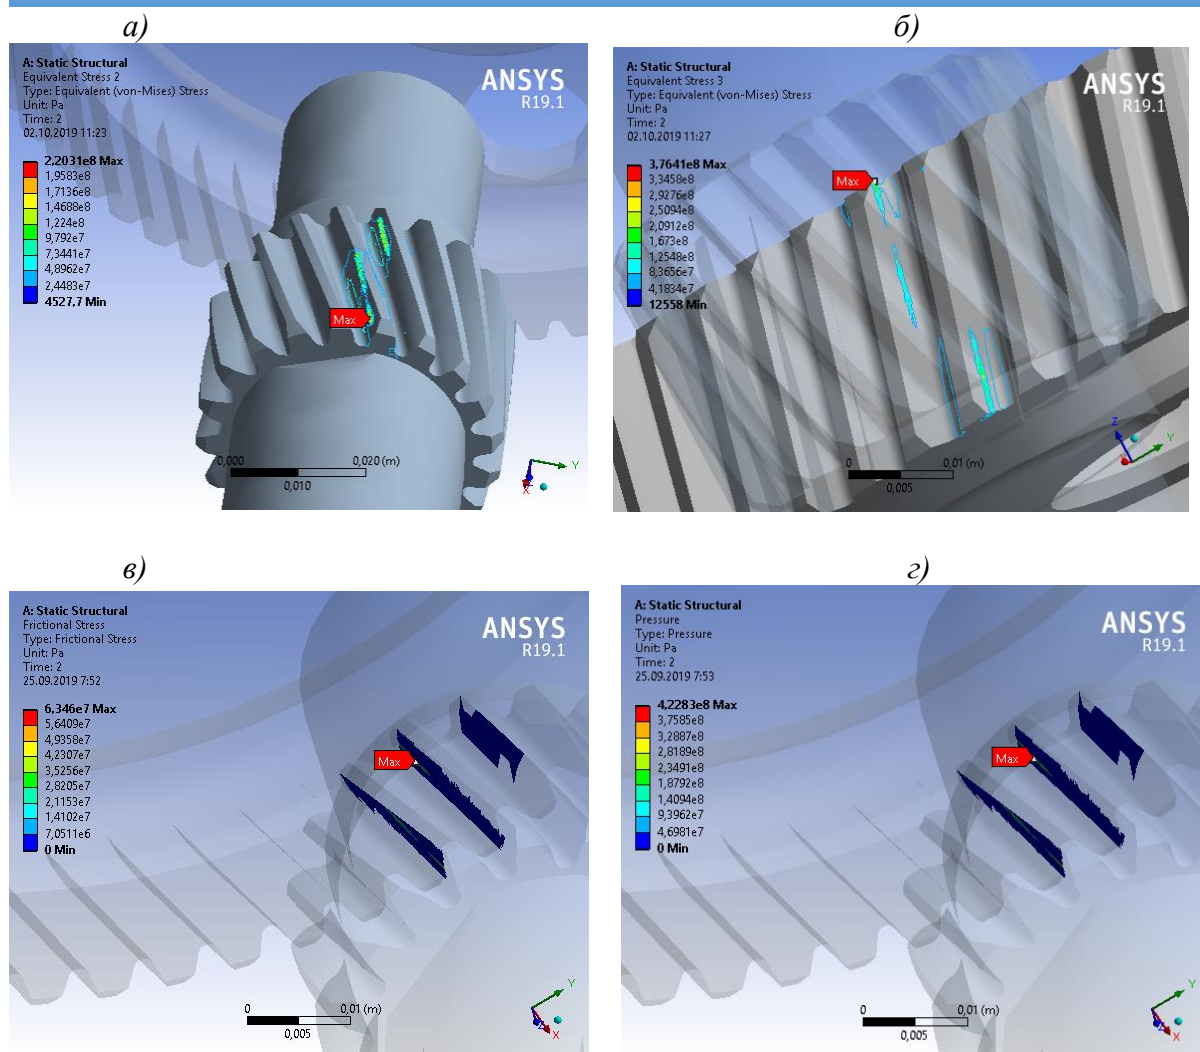 а)
A: Static Structural
Equivalent Stress 2
Type: Equivalent (von-Mises) Stress
Unit: Pa
Time: 2
02.10.2019 11:23
ANSYS
R19.1
2,2031e8 Max
1,9583e8
1,7136e8
1,4688e8
1,224e8
9,792e7
7,3441e7
4,8962e7
2,4483e7
4527,7 Min
Max
0,000
0,020 (m)
0,010
Y
Z
X
б)
A: Static Structural
Equivalent Stress 3
Type: Equivalent (von-Mises) Stress
Unit: Pa
Time: 2
02.10.2019 11:27
ANSYS
R19.1
3,7641e8 Max
3,3458e8
2,9276e8
2,5094e8
2,0912e8
1,673e8
1,2548e8
8,3656e7
4,1834e7
12558 Min
Max
0
0,01 (m)
0,005
Z
Y
X
в)
A: Static Structural
Frictional Stress
Type: Frictional Stress
Unit: Pa
Time: 2
25.09.2019 7:52
ANSYS
R19.1
6,346e7 Max
5,6409e7
4,9358e7
4,2307e7
3,5256e7
2,8205e7
2,1153e7
1,4102e7
7,0511e6
0 Min
Max
0
0,01 (m)
0,005
Y
Z
X
г)
A: Static Structural
Pressure
Type: Pressure
Unit: Pa
Time: 2
25.09.2019 7:53
ANSYS
R19.1
4,2283e8 Max
3,7585e8
3,2887e8
2,8189e8
2,3491e8
1,8792e8
1,4094e8
9,3962e7
4,6981e7
0 Min
Max
0
0,01 (m)
0,005
Y
Z
X